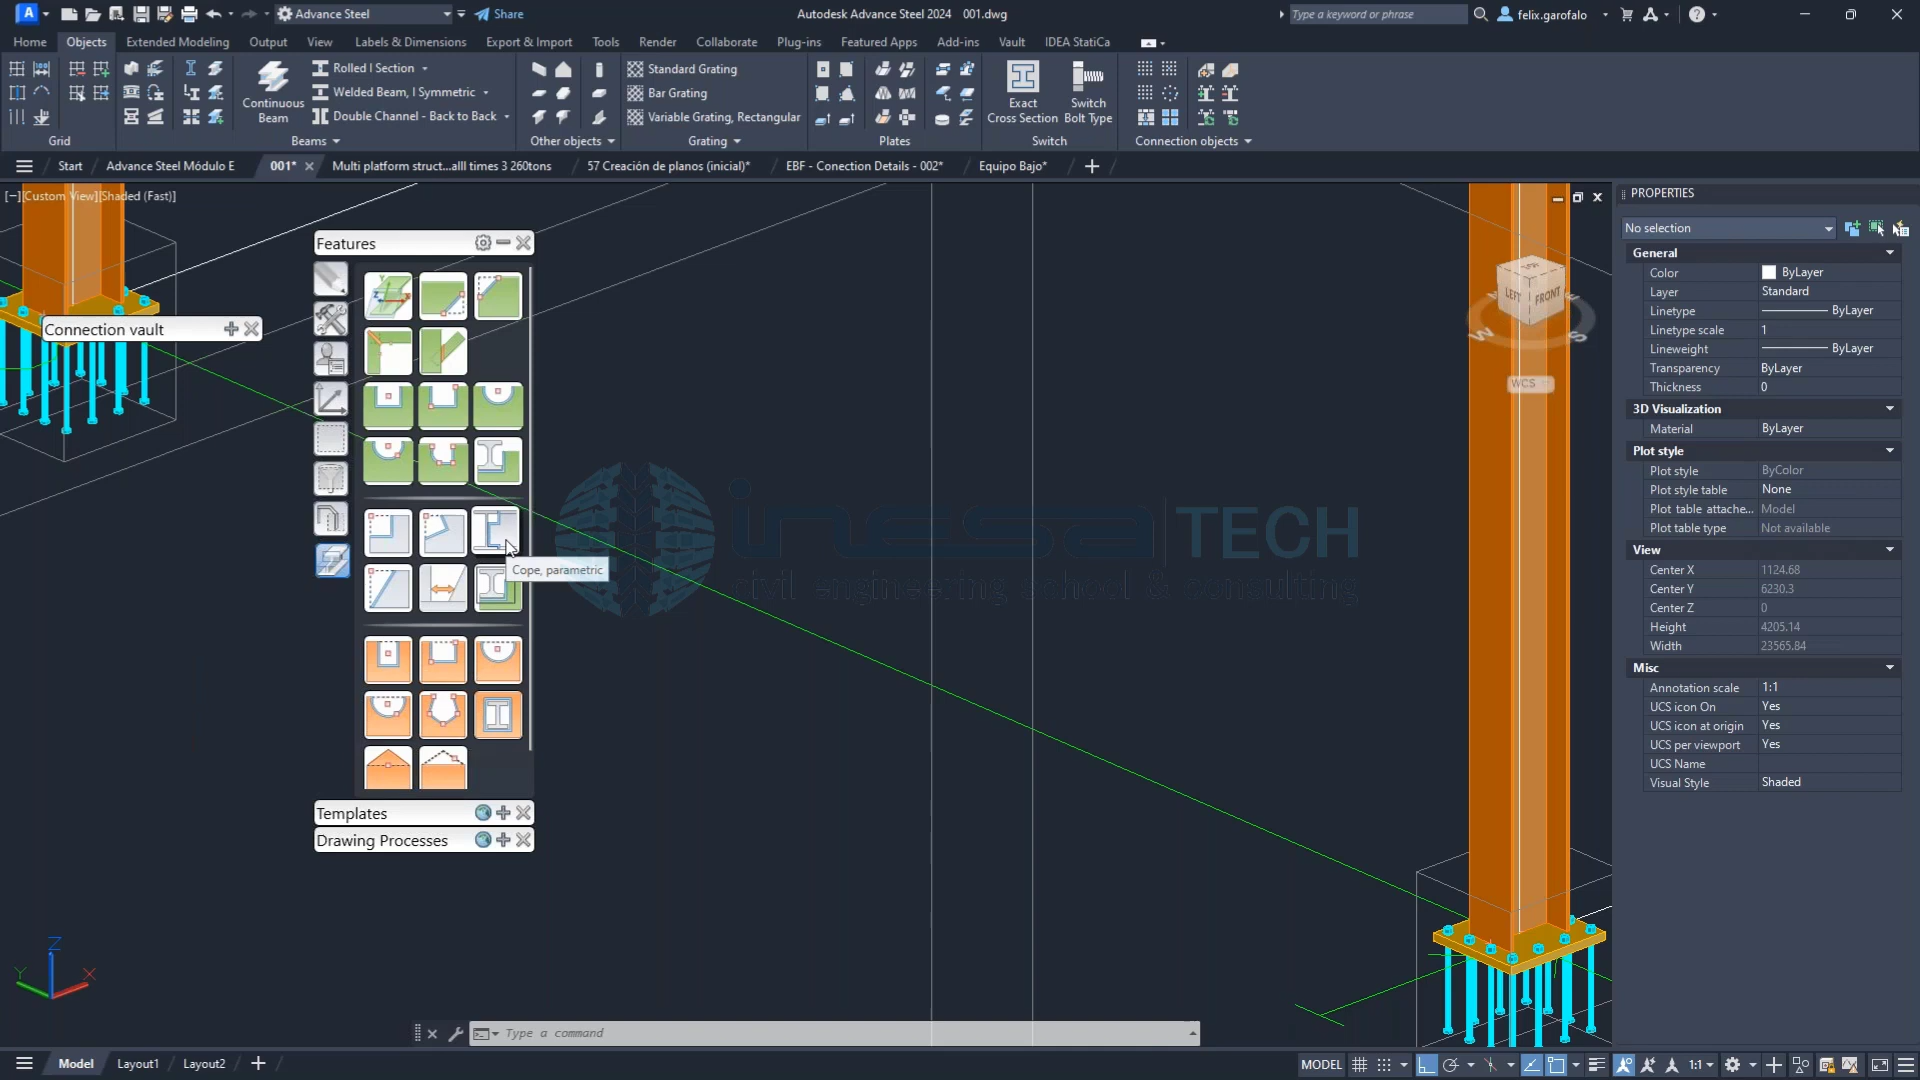 Advance Steel
Share
Autodesk Advance Steel 2024 001.dwg
Type a keyword or phrase
felix.garofalo
Home Objects Extended Modeling Output View Labels & Dimensions Export & Import Tools Render Collaborate Plug-ins Featured Apps Add-ins Vault IDEA StatiCa
Continuous Beam
Rolled I Section
Welded Beam, I Symmetric
Double Channel - Back to Back
Standard Grating
Bar Grating
Variable Grating, Rectangular
Exact Cross Section
Switch Bolt Type
Grid Beams Other objects Grating Plates Switch Connection objects
Start Advance Steel Módulo E 001* Multi platform struct...alll times 3 260tons 57 Creación de planos (inicial)* EBF - Conection Details - 002* Equipo Bajo*
[−][Custom View][Shaded (Fast)]
Features
Connection vault
Cope, parametric
Templates
Drawing Processes
inesa TECH
civil engineering school & consulting
TOP
LEFT FRONT
W S
WCS
Z
Y X
PROPERTIES
No selection
General
Color ByLayer
Layer Standard
Linetype ByLayer
Linetype scale 1
Lineweight ByLayer
Transparency ByLayer
Thickness 0
3D Visualization
Material ByLayer
Plot style
Plot style ByColor
Plot style table None
Plot table attache... Model
Plot table type Not available
View
Center X 1124.68
Center Y 6230.3
Center Z 0
Height 4205.14
Width 23565.84
Misc
Annotation scale 1:1
UCS icon On Yes
UCS icon at origin Yes
UCS per viewport Yes
UCS Name
Visual Style Shaded
Type a command
Model Layout1 Layout2
MODEL 1:1